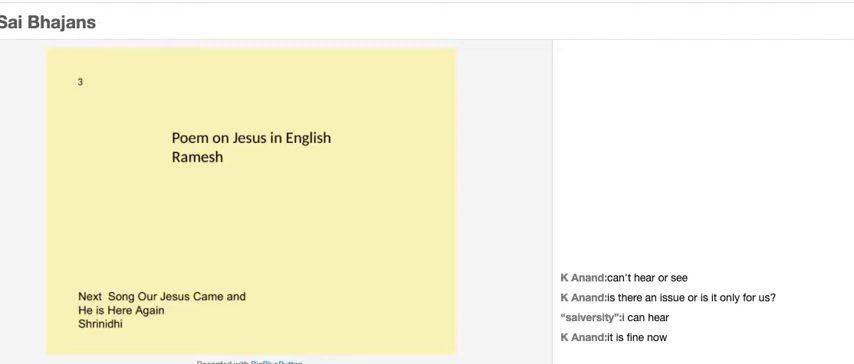 Sai Bhajans
3
Poem on Jesus in English
Ramesh
Next Song Our Jesus Came and
He is Here Again
Shrinidhi
K Anand:can't hear or see
K Anand:is there an issue or is it only for us?
"saiversity":i can hear
K Anand:it is fine now